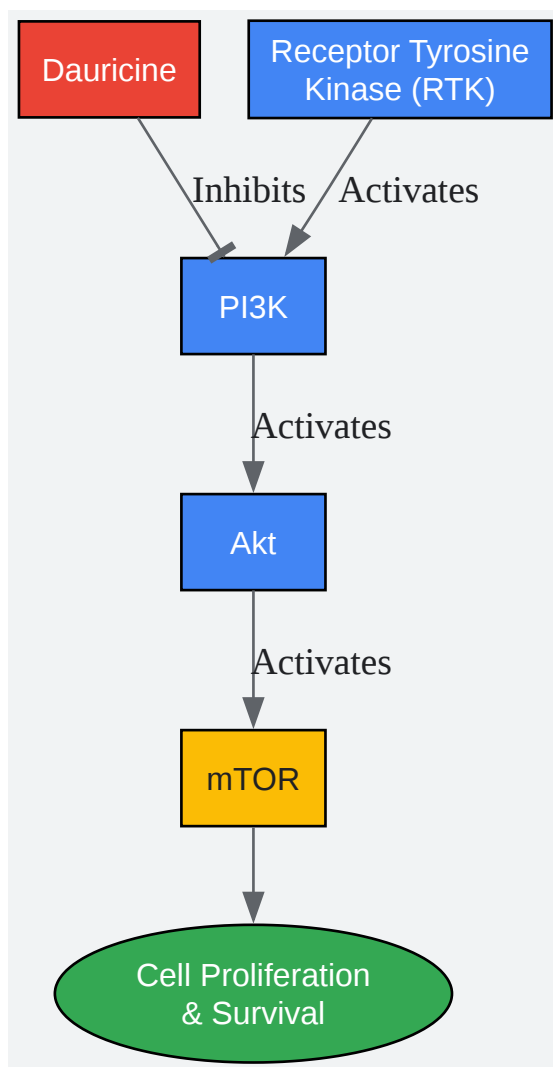 Dauricine
Receptor Tyrosine
Kinase (RTK)
Inhibits
Activates
PI3K
Activates
Akt
Activates
mTOR
Cell Proliferation
& Survival